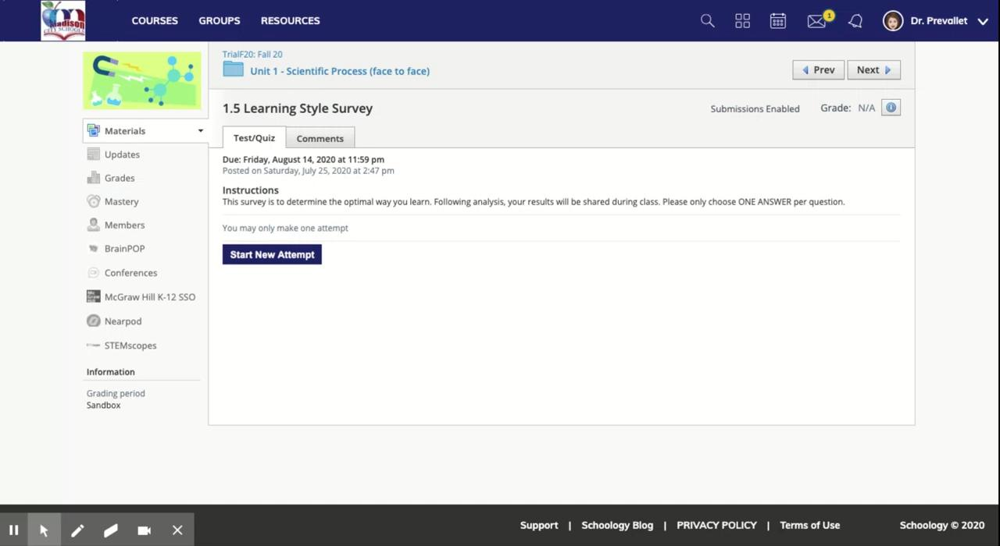 Madison
CITY SCHOOLS
COURSES GROUPS RESOURCES
1
Dr. Prevallet
TrialF20: Fall 20
Unit 1 - Scientific Process (face to face)
Prev Next
1.5 Learning Style Survey
Submissions Enabled Grade: N/A
Materials
Updates
Grades
Mastery
Members
BrainPOP
Conferences
McGraw Hill K-12 SSO
Nearpod
STEMscopes
Information
Grading period
Sandbox
Test/Quiz Comments
Due: Friday, August 14, 2020 at 11:59 pm
Posted on Saturday, July 25, 2020 at 2:47 pm
Instructions
This survey is to determine the optimal way you learn. Following analysis, your results will be shared during class. Please only choose ONE ANSWER per question.
You may only make one attempt
Start New Attempt
Support | Schoology Blog | PRIVACY POLICY | Terms of Use Schoology © 2020